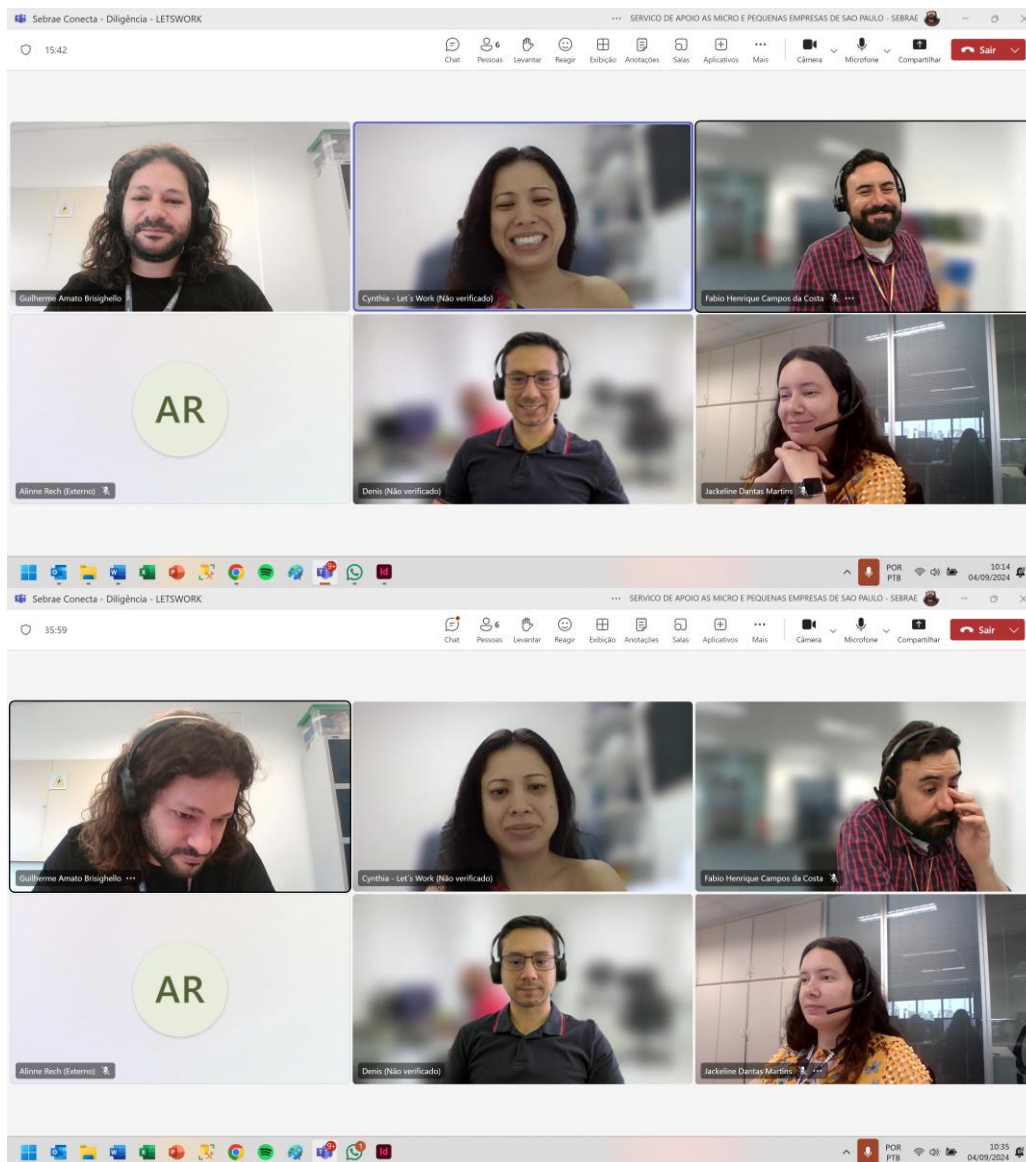 Sebrae Conecta - Diligência - LETSWORK
... SERVICO DE APOIO AS MICRO E PEQUENAS EMPRESAS DE SAO PAULO - SEBRAE
15:42
6
Chat Pessoas Levantar Reagir Exibição Anotações Salas Aplicativos Mais Câmera Microfone Compartilhar Sair
Guilherme Amato Brisighello
Cynthia - Let´s Work (Não verificado)
Fabio Henrique Campos da Costa ...
AR
Alinne Rech (Externo)
Denis (Não verificado)
Jackeline Dantas Martins
9+
Id
POR
PTB
10:14
04/09/2024
Sebrae Conecta - Diligência - LETSWORK
... SERVICO DE APOIO AS MICRO E PEQUENAS EMPRESAS DE SAO PAULO - SEBRAE
35:59
6
Chat Pessoas Levantar Reagir Exibição Anotações Salas Aplicativos Mais Câmera Microfone Compartilhar Sair
Guilherme Amato Brisighello ...
Cynthia - Let´s Work (Não verificado)
Fabio Henrique Campos da Costa
AR
Alinne Rech (Externo)
Denis (Não verificado)
Jackeline Dantas Martins ...
9+
Id
POR
PTB
10:35
04/09/2024